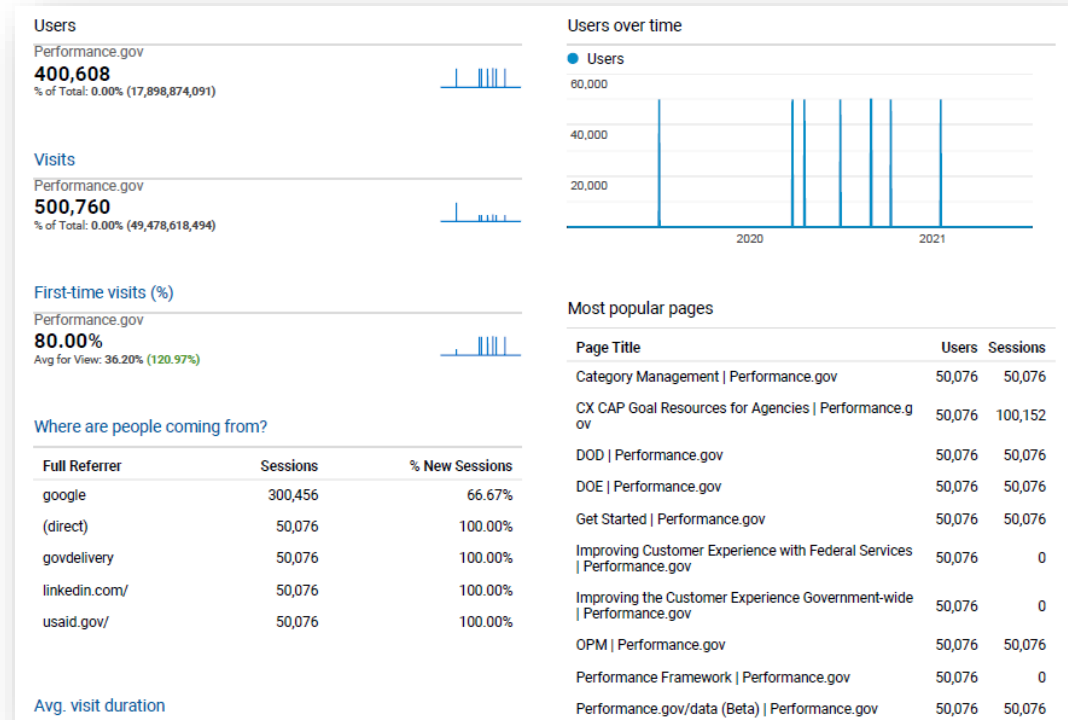 Users
Performance.gov
400,608
% of Total: 0.00% (17,898,874,091)
Visits
Performance.gov
500,760
% of Total: 0.00% (49,478,618,494)
First-time visits (%)
Performance.gov
80.00%
Avg for View: 36.20% (120.97%)
Where are people coming from?
Full Referrer Sessions % New Sessions
google 300,456 66.67%
(direct) 50,076 100.00%
govdelivery 50,076 100.00%
linkedin.com/ 50,076 100.00%
usaid.gov/ 50,076 100.00%
Avg. visit duration
Users over time
Users
60,000
40,000
20,000
2020 2021
Most popular pages
Page Title Users Sessions
Category Management | Performance.gov 50,076 50,076
CX CAP Goal Resources for Agencies | Performance.g
ov 50,076 100,152
DOD | Performance.gov 50,076 50,076
DOE | Performance.gov 50,076 50,076
Get Started | Performance.gov 50,076 50,076
Improving Customer Experience with Federal Services
| Performance.gov 50,076 0
Improving the Customer Experience Government-wide
| Performance.gov 50,076 0
OPM | Performance.gov 50,076 50,076
Performance Framework | Performance.gov 50,076 0
Performance.gov/data (Beta) | Performance.gov 50,076 50,076